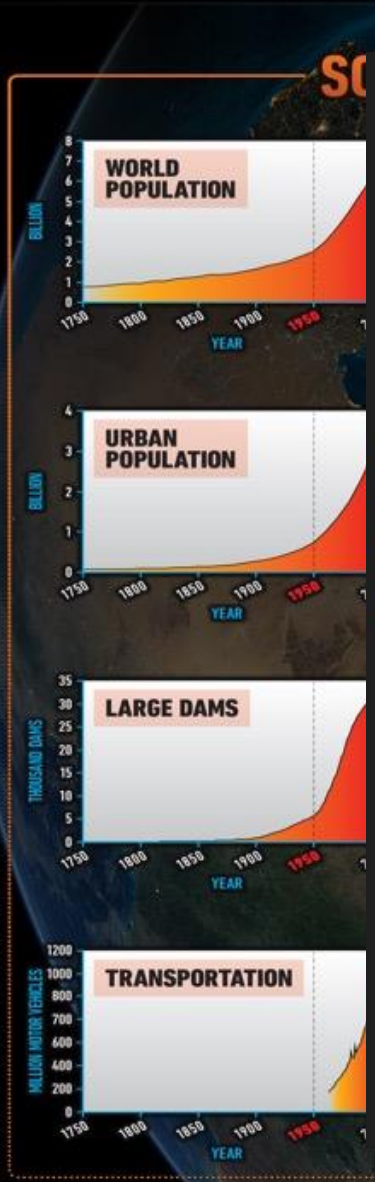 SO
8
7
6
5
4
3
2
1
0
BILLION
WORLD
POPULATION
1750 1800 1850 1900 1950
YEAR
4
3
2
1
0
BILLION
URBAN
POPULATION
1750 1800 1850 1900 1950
YEAR
35
30
25
20
15
10
5
0
THOUSAND DAMS
LARGE DAMS
1750 1800 1850 1900 1950
YEAR
1200
1000
800
700
600
400
200
0
MILLION MOTOR VEHICLES
TRANSPORTATION
1750 1800 1850 1900 1950
YEAR